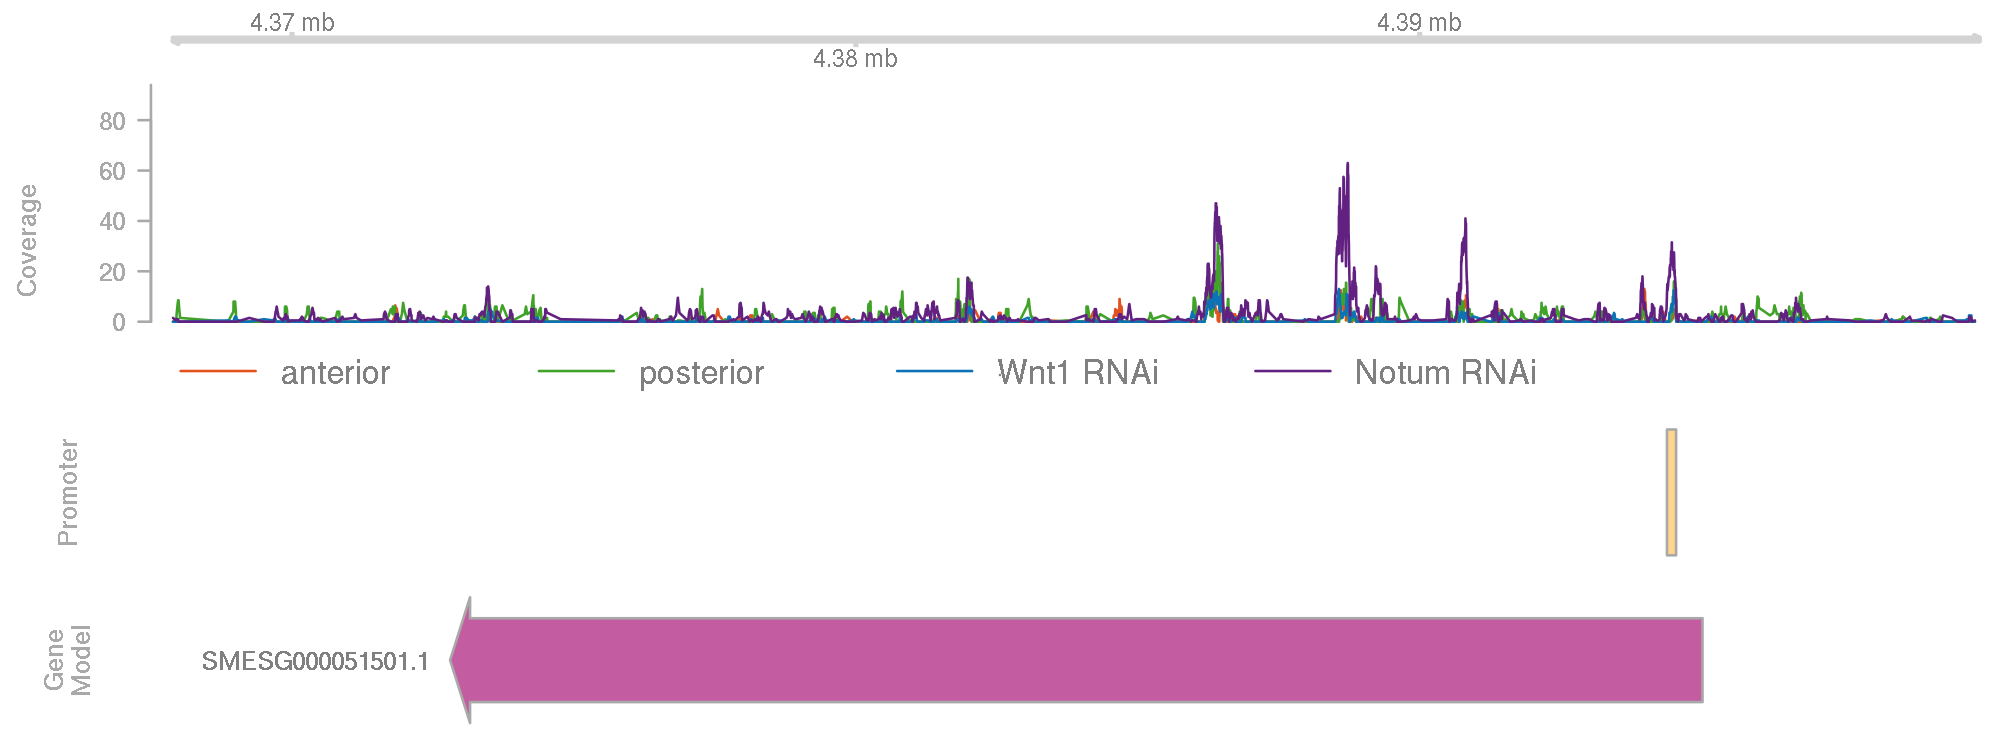 4.37 mb
4.39 mb
4.38 mb
80
60
40
20
0
Coverage
anterior
posterior
Wnt1 RNAi
Notum RNAi
Promoter
SMESG000051501.1
Gene
Model